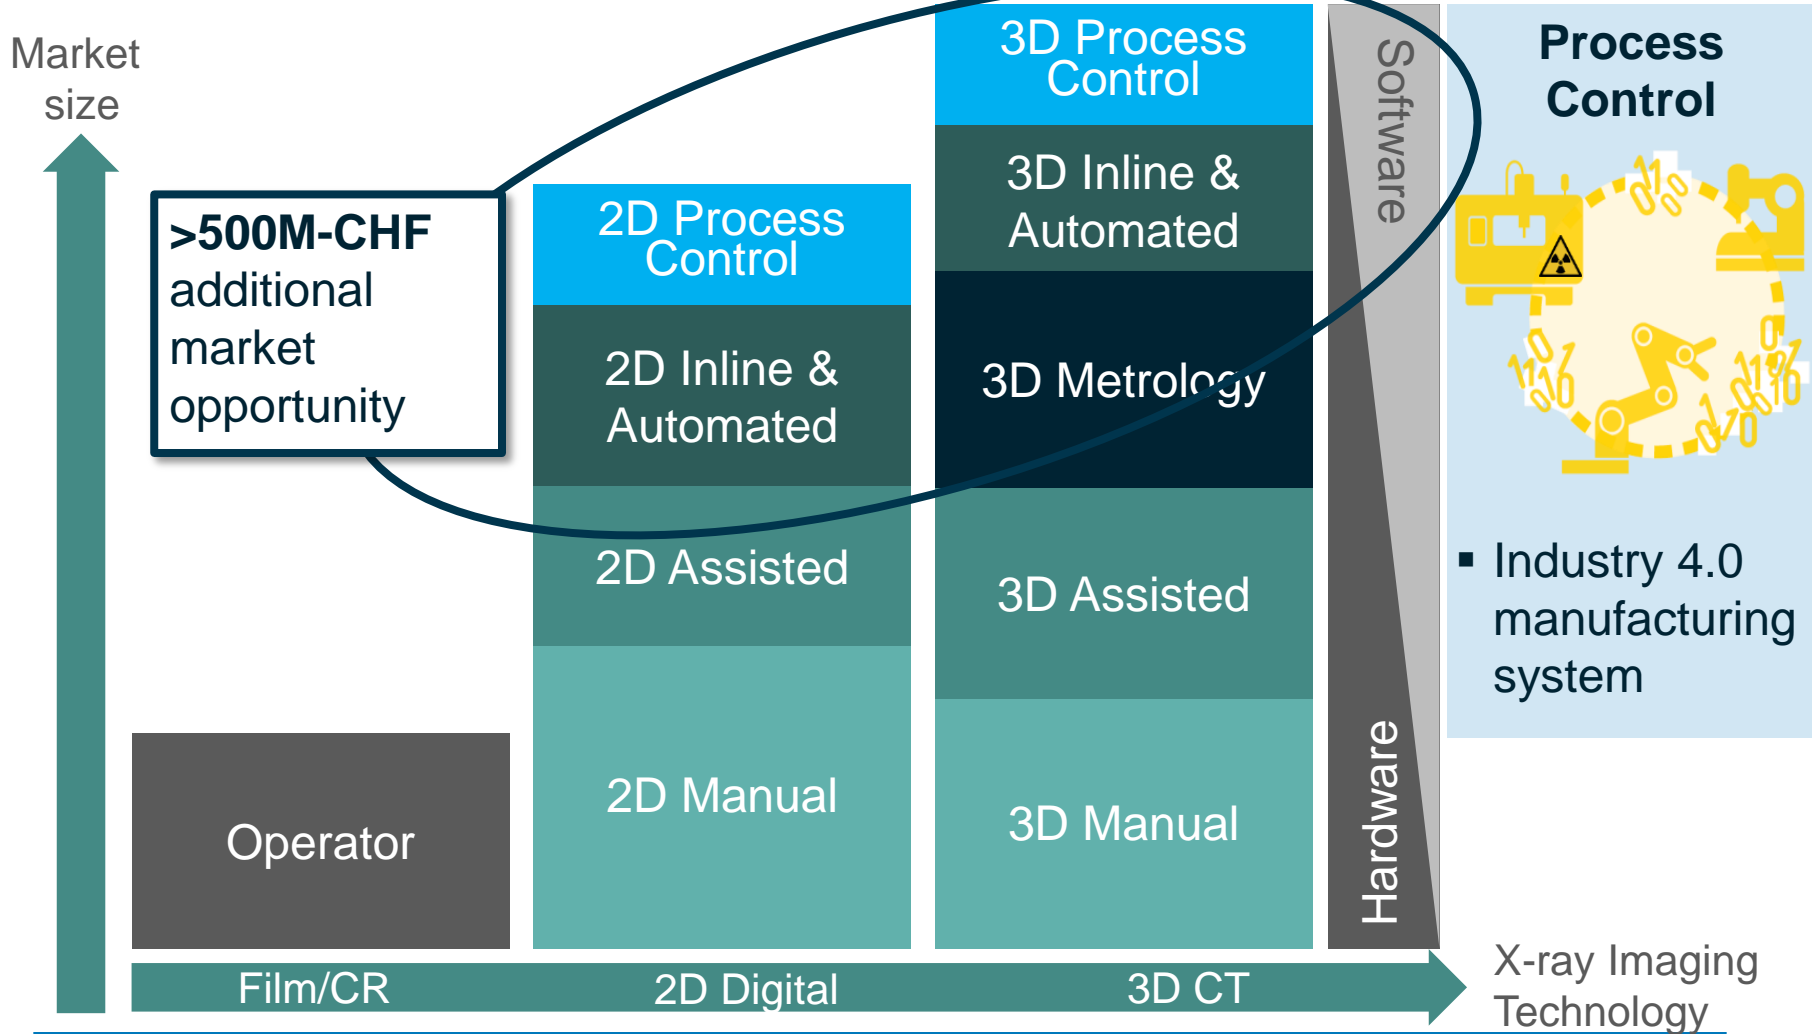 Market
size
>500M-CHF
additional
market
opportunity
Operator
2D Process
Control
2D Inline &
Automated
2D Assisted
2D Manual
3D Process
Control
3D Inline &
Automated
3D Metrology
3D Assisted
3D Manual
Software
Hardware
Process
Control
▪ Industry 4.0
manufacturing
system
Film/CR
2D Digital
3D CT
X-ray Imaging
Technology